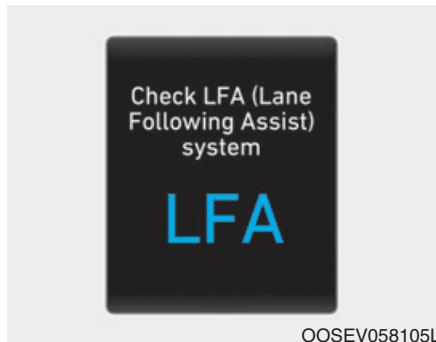 Check LFA (Lane
Following Assist)
system
LFA
OOSEV058105L